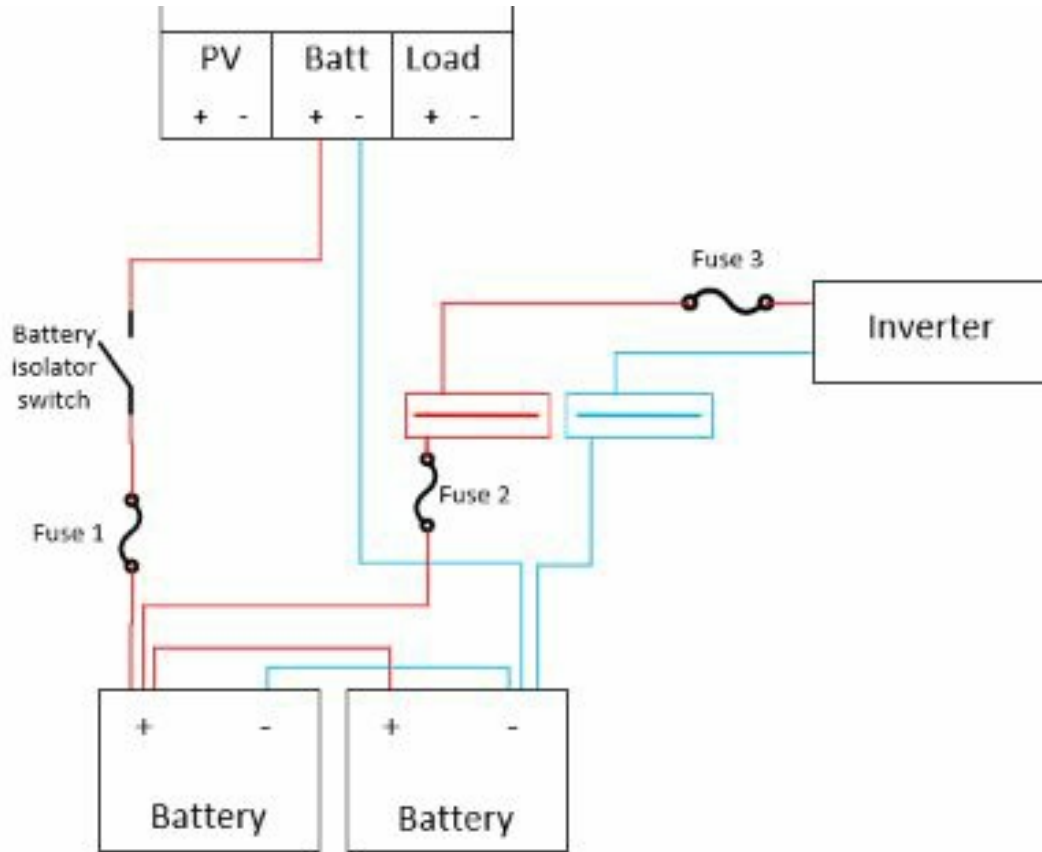 PV Batt Load
+ - + - + -
Fuse 3
Inverter
Battery
isolator
switch
Fuse 2
Fuse 1
+ - + -
Battery Battery